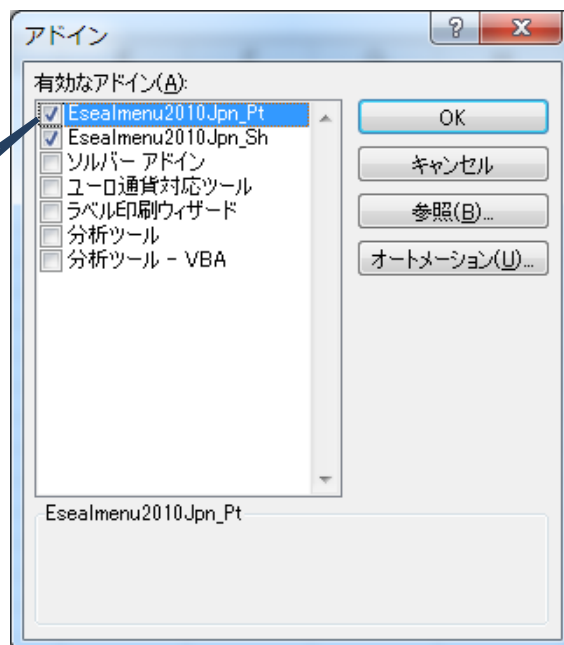 アドイン
有効なアドイン(A):
Esealmenu2010Jpn_Pt
Esealmenu2010Jpn_Sh
ソルバー アドイン
ユーロ通貨対応ツール
ラベル印刷ウィザード
分析ツール
分析ツール - VBA
OK
キャンセル
参照(B)...
オートメーション(U)...
Esealmenu2010Jpn_Pt